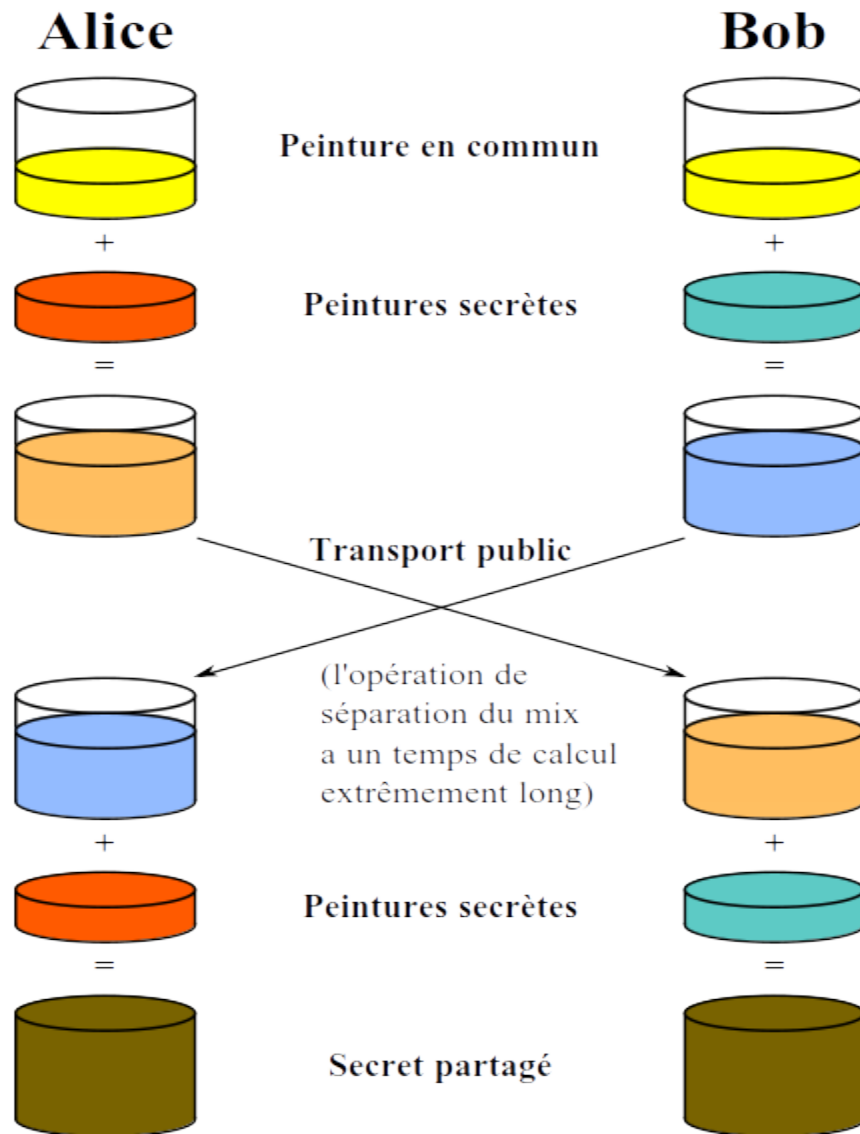 Alice
Bob
Peinture en commun
+
+
Peintures secrètes
=
=
Transport public
(l'opération de
séparation du mix
a un temps de calcul
extrêmement long)
+
+
Peintures secrètes
=
=
Secret partagé